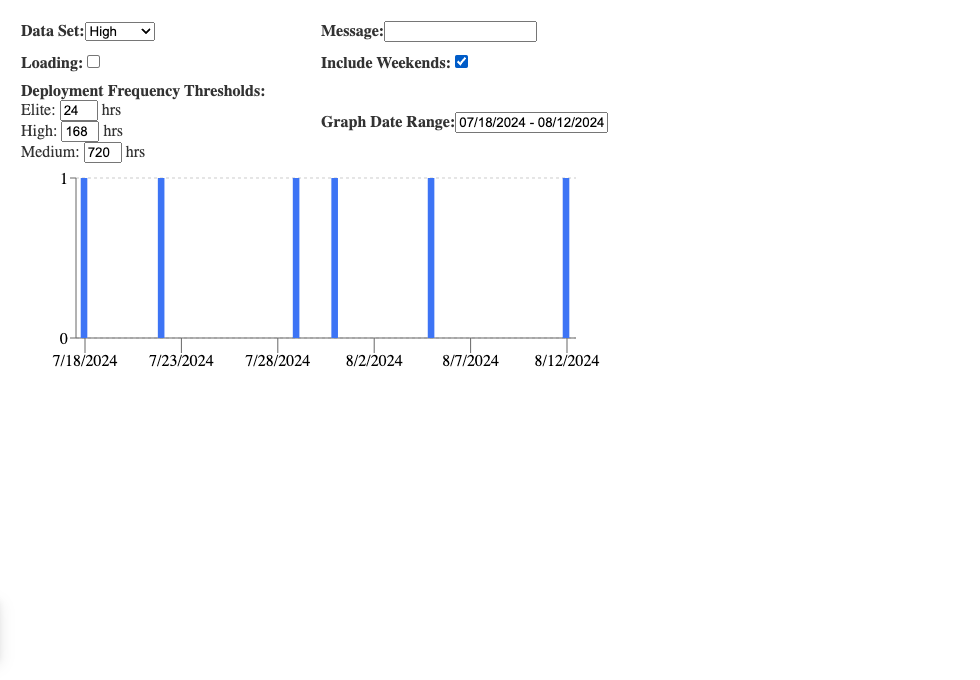 Data Set: High
Message:
Loading:
Include Weekends:
Deployment Frequency Thresholds:
Elite: 24 hrs
High: 168 hrs
Medium: 720 hrs
Graph Date Range: 07/18/2024 - 08/12/2024
1
0
7/18/2024 7/23/2024 7/28/2024 8/2/2024 8/7/2024 8/12/2024